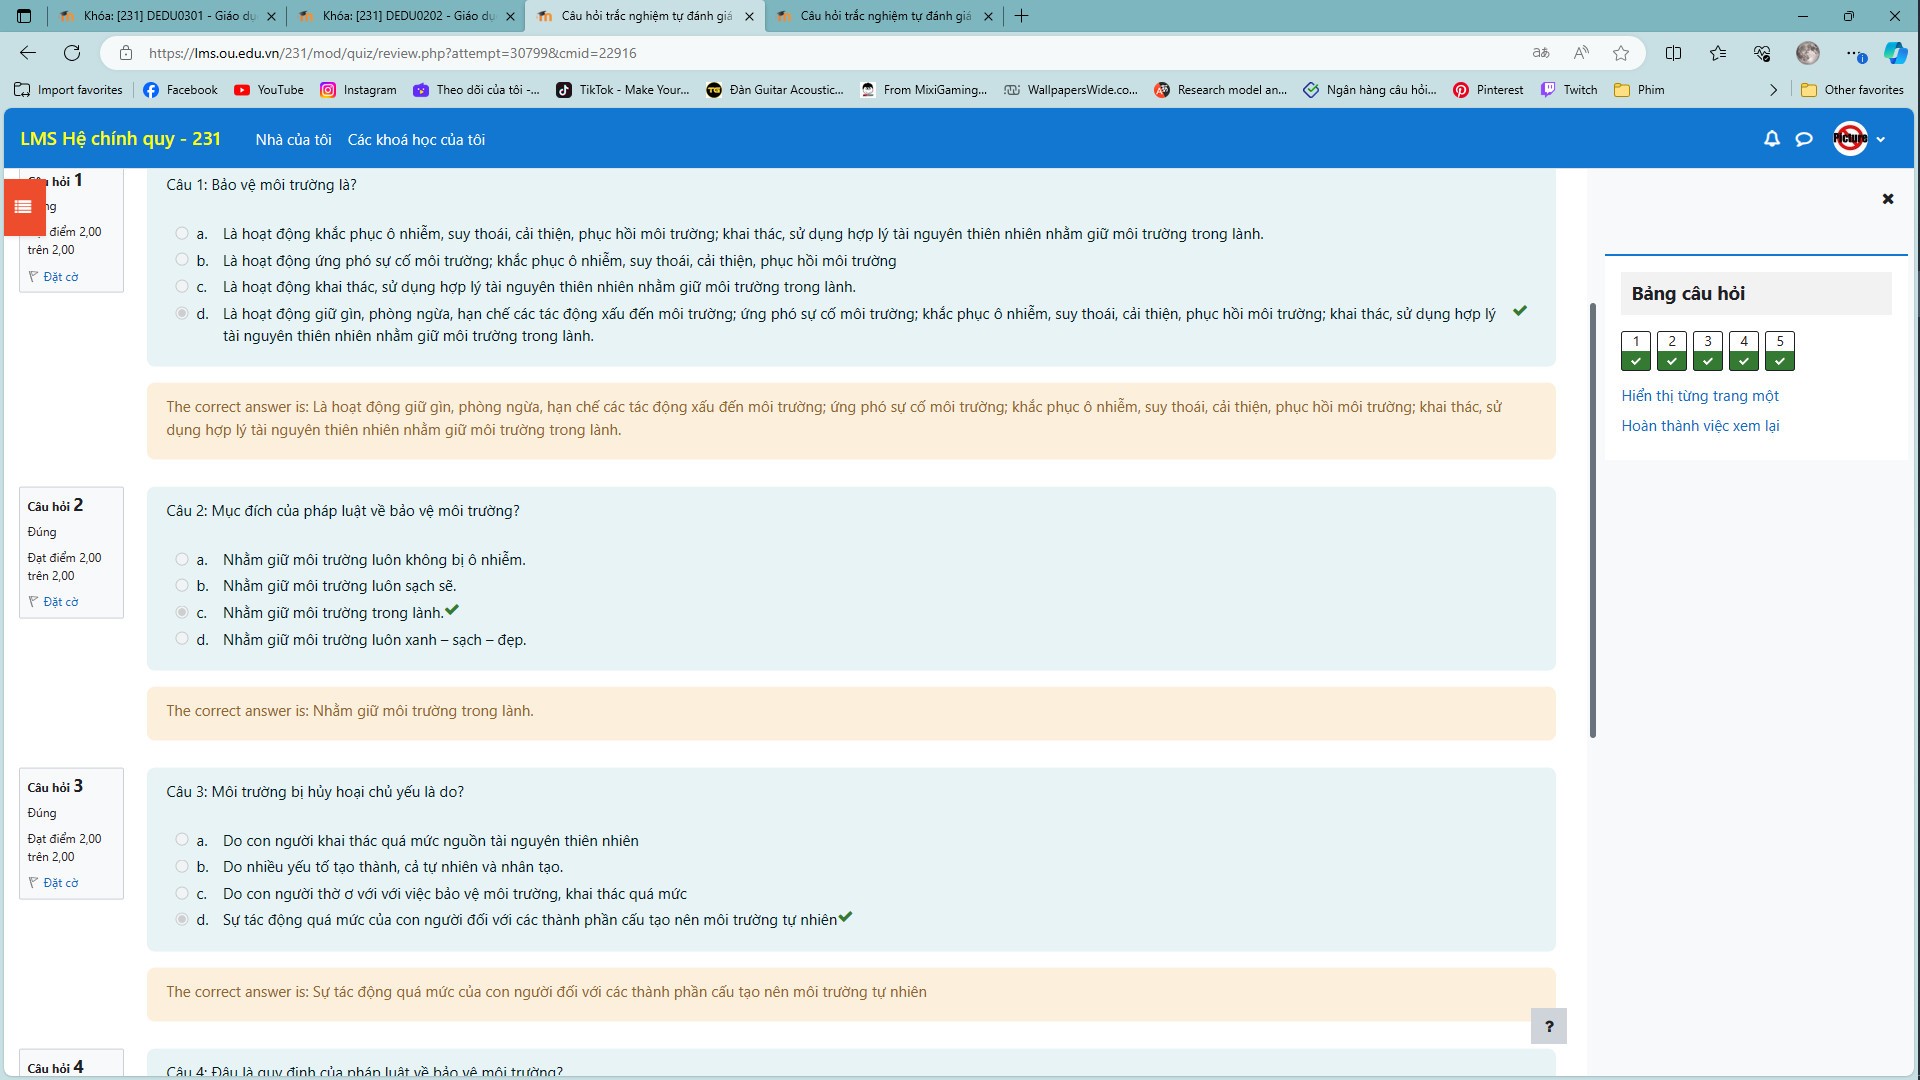 Khóa: [231] DEDU0301 - Giáo dụ
Khóa: [231] DEDU0202 - Giáo dụ
Câu hỏi trắc nghiệm tự đánh giá
Câu hỏi trắc nghiệm tự đánh giá
https://lms.ou.edu.vn/231/mod/quiz/review.php?attempt=30799&cmid=22916
Import favorites
Facebook
YouTube
Instagram
Theo dõi của tôi -...
TikTok - Make Your...
Đàn Guitar Acoustic...
From MixiGaming...
WallpapersWide.co...
Research model an...
Ngân hàng câu hỏi...
Pinterest
Twitch
Phim
Other favorites
LMS Hệ chính quy - 231
Nhà của tôi
Các khoá học của tôi
Picture
hỏi 1
ng
điểm 2,00
trên 2,00
Đặt cờ
Câu 1: Bảo vệ môi trường là?
a. Là hoạt động khắc phục ô nhiễm, suy thoái, cải thiện, phục hồi môi trường; khai thác, sử dụng hợp lý tài nguyên thiên nhiên nhằm giữ môi trường trong lành.
b. Là hoạt động ứng phó sự cố môi trường; khắc phục ô nhiễm, suy thoái, cải thiện, phục hồi môi trường
c. Là hoạt động khai thác, sử dụng hợp lý tài nguyên thiên nhiên nhằm giữ môi trường trong lành.
d. Là hoạt động giữ gìn, phòng ngừa, hạn chế các tác động xấu đến môi trường; ứng phó sự cố môi trường; khắc phục ô nhiễm, suy thoái, cải thiện, phục hồi môi trường; khai thác, sử dụng hợp lý
tài nguyên thiên nhiên nhằm giữ môi trường trong lành.
The correct answer is: Là hoạt động giữ gìn, phòng ngừa, hạn chế các tác động xấu đến môi trường; ứng phó sự cố môi trường; khắc phục ô nhiễm, suy thoái, cải thiện, phục hồi môi trường; khai thác, sử
dụng hợp lý tài nguyên thiên nhiên nhằm giữ môi trường trong lành.
Câu hỏi 2
Đúng
Đạt điểm 2,00
trên 2,00
Đặt cờ
Câu 2: Mục đích của pháp luật về bảo vệ môi trường?
a. Nhằm giữ môi trường luôn không bị ô nhiễm.
b. Nhằm giữ môi trường luôn sạch sẽ.
c. Nhằm giữ môi trường trong lành.
d. Nhằm giữ môi trường luôn xanh – sạch – đẹp.
The correct answer is: Nhằm giữ môi trường trong lành.
Câu hỏi 3
Đúng
Đạt điểm 2,00
trên 2,00
Đặt cờ
Câu 3: Môi trường bị hủy hoại chủ yếu là do?
a. Do con người khai thác quá mức nguồn tài nguyên thiên nhiên
b. Do nhiều yếu tố tạo thành, cả tự nhiên và nhân tạo.
c. Do con người thờ ơ với với việc bảo vệ môi trường, khai thác quá mức
d. Sự tác động quá mức của con người đối với các thành phần cấu tạo nên môi trường tự nhiên
The correct answer is: Sự tác động quá mức của con người đối với các thành phần cấu tạo nên môi trường tự nhiên
Câu hỏi 4
Câu 4: Đâu là quy định của pháp luật về bảo vệ môi trường?
Bảng câu hỏi
1 2 3 4 5
Hiển thị từng trang một
Hoàn thành việc xem lại
?